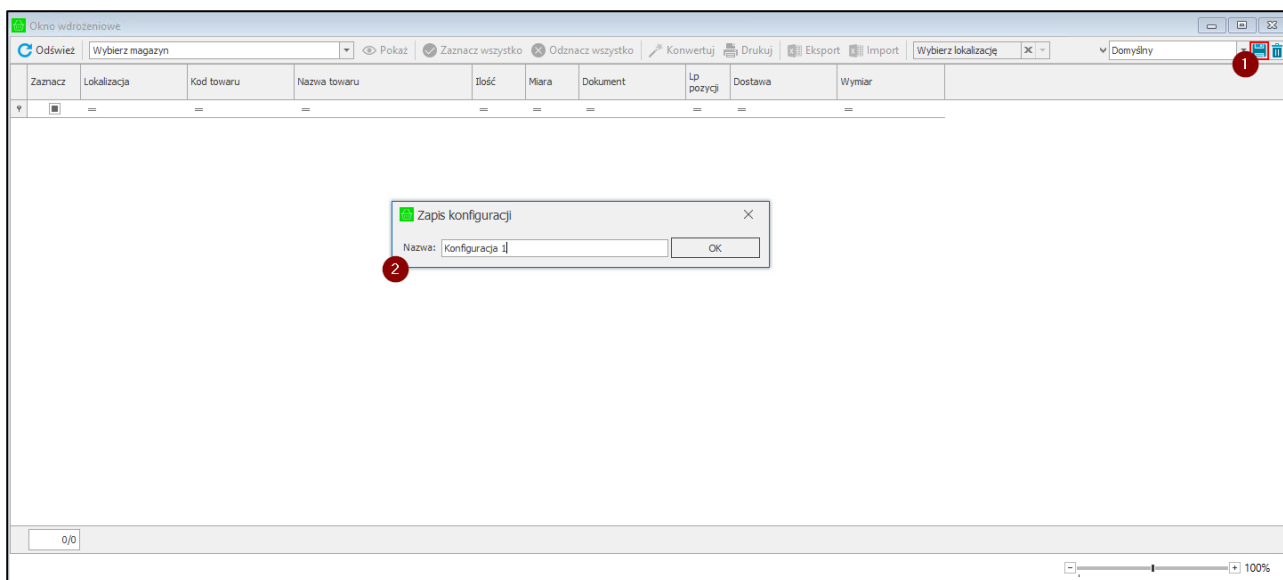 Okno wdrożeniowe
Odśwież Wybierz magazyn Pokaż Zaznacz wszystko Odznacz wszystko Konwertuj Drukuj Eksport Import Wybierz lokalizację Domyślny
1
Zaznacz Lokalizacja Kod towaru Nazwa towaru Ilość Miara Dokument Lp pozycji Dostawa Wymiar
= = = = = = = = =
Zapis konfiguracji
Nazwa: Konfiguracja 1 OK
2
0/0
100%